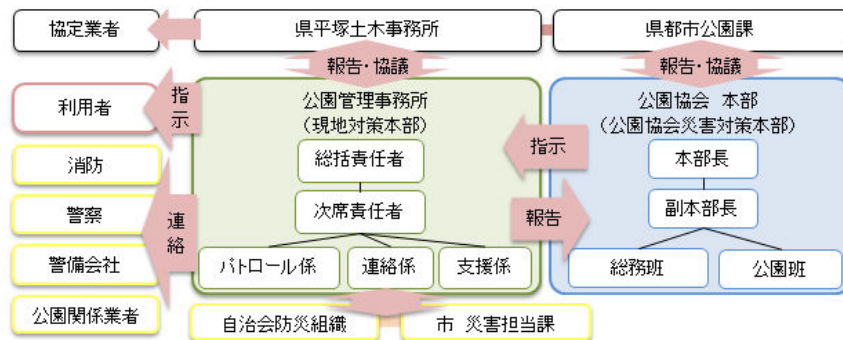 協定業者
県平塚土木事務所
県都市公園課
報告・協議
報告・協議
利用者
指示
公園管理事務所
(現地対策本部)
公園協会 本部
(公園協会災害対策本部)
消防
総括責任者
指示
本部長
警察
連絡
次席責任者
報告
副本部長
警備会社
パトロール係
連絡係
支援係
総務班
公園班
公園関係業者
自治会防災組織
市 災害担当課